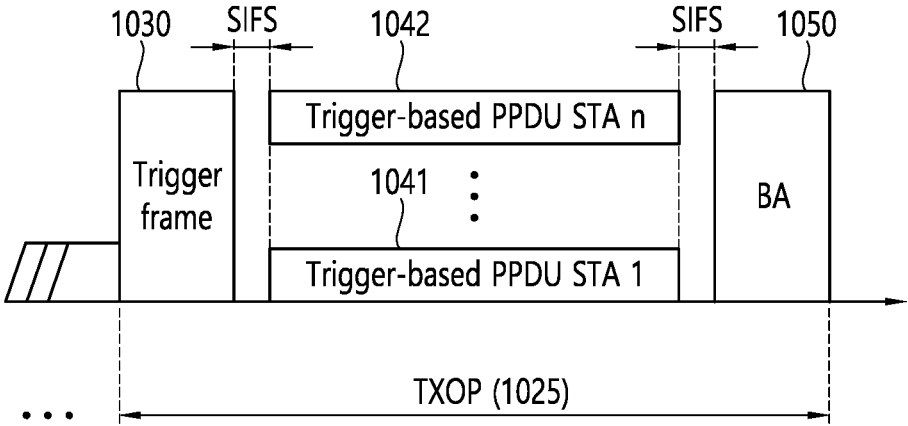 SIFS
SIFS
1030
1042
1050
Trigger-based PPDU STA n
Trigger
frame
1041
BA
Trigger-based PPDU STA 1
TXOP (1025)